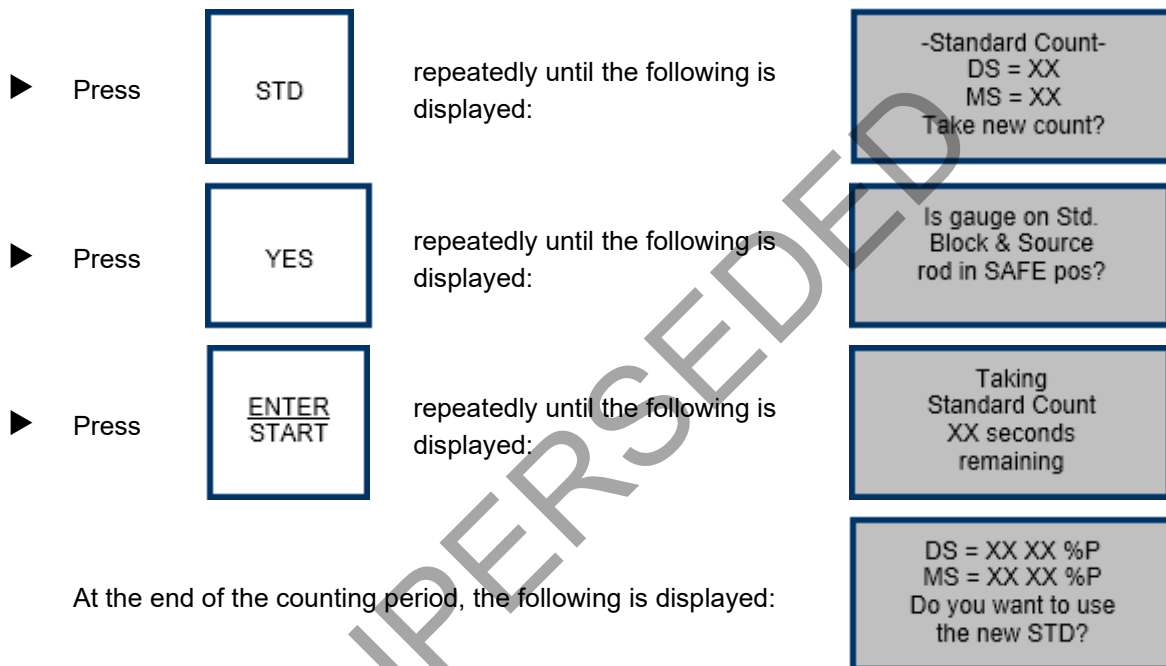 -Standard Count-
DS = XX
MS = XX
Take new count?
Press
STD
repeatedly until the following is
displayed:
Is gauge on Std.
Block & Source
rod in SAFE pos?
Press
YES
repeatedly until the following is
displayed:
Taking
Standard Count
XX seconds
remaining
Press
ENTER
START
repeatedly until the following is
displayed:
DS = XX XX %P
MS = XX XX %P
Do you want to use
the new STD?
At the end of the counting period, the following is displayed:
UPERSEDED